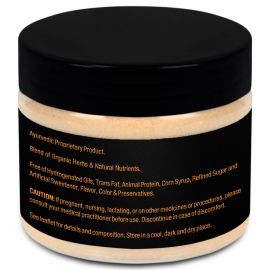 Ayurvedic Proprietary Product.
Blend of Organic Herbs & Natural Nutrients.
Free of Hydrogenated Oils, Trans Fat, Animal Protein, Corn Syrup, Refined Sugar and
Artificial Sweetener, Flavor, Color & Preservatives.
CAUTION: If pregnant, nursing, lactating, or on other medicines or procedures, please
consult your medical practitioner before use. Discontinue in case of discomfort.
See leaflet for details and composition. Store in a cool, dark and dry place.